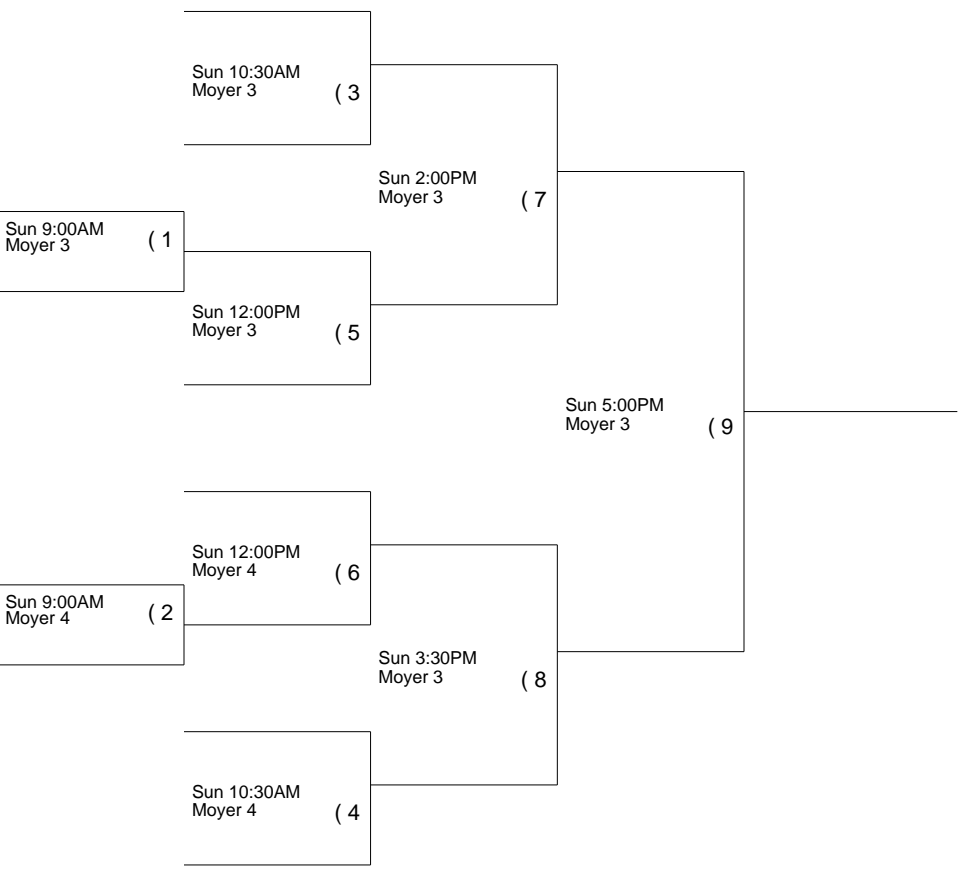 Sun 10:30AM
Moyer 3
( 3
Sun 2:00PM
Moyer 3
( 7
Sun 9:00AM
Moyer 3
( 1
Sun 12:00PM
Moyer 3
( 5
Sun 5:00PM
Moyer 3
( 9
Sun 12:00PM
Moyer 4
( 6
Sun 9:00AM
Moyer 4
( 2
Sun 3:30PM
Moyer 3
( 8
Sun 10:30AM
Moyer 4
( 4